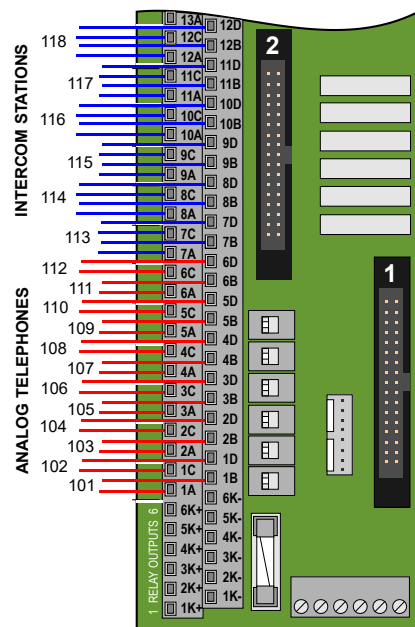 13A
12D
12C
12B
12A
11D
11C
11B
11A
10D
10C
10B
10A
9D
9C
9B
9A
8D
8C
8B
8A
7D
7C
7B
7A
6D
6C
6B
6A
5D
5C
5B
5A
4D
4C
4B
4A
3D
3C
3B
3A
2D
2C
2B
2A
1D
1C
1B
1A
6K-
6K+
5K-
5K+
4K-
4K+
3K-
3K+
2K-
2K+
1K-
1K+
118
117
116
115
114
113
112
111
110
109
108
107
106
105
104
103
102
101
INTERCOM STATIONS
ANALOG TELEPHONES
1 RELAY OUTPUTS 6
2
1